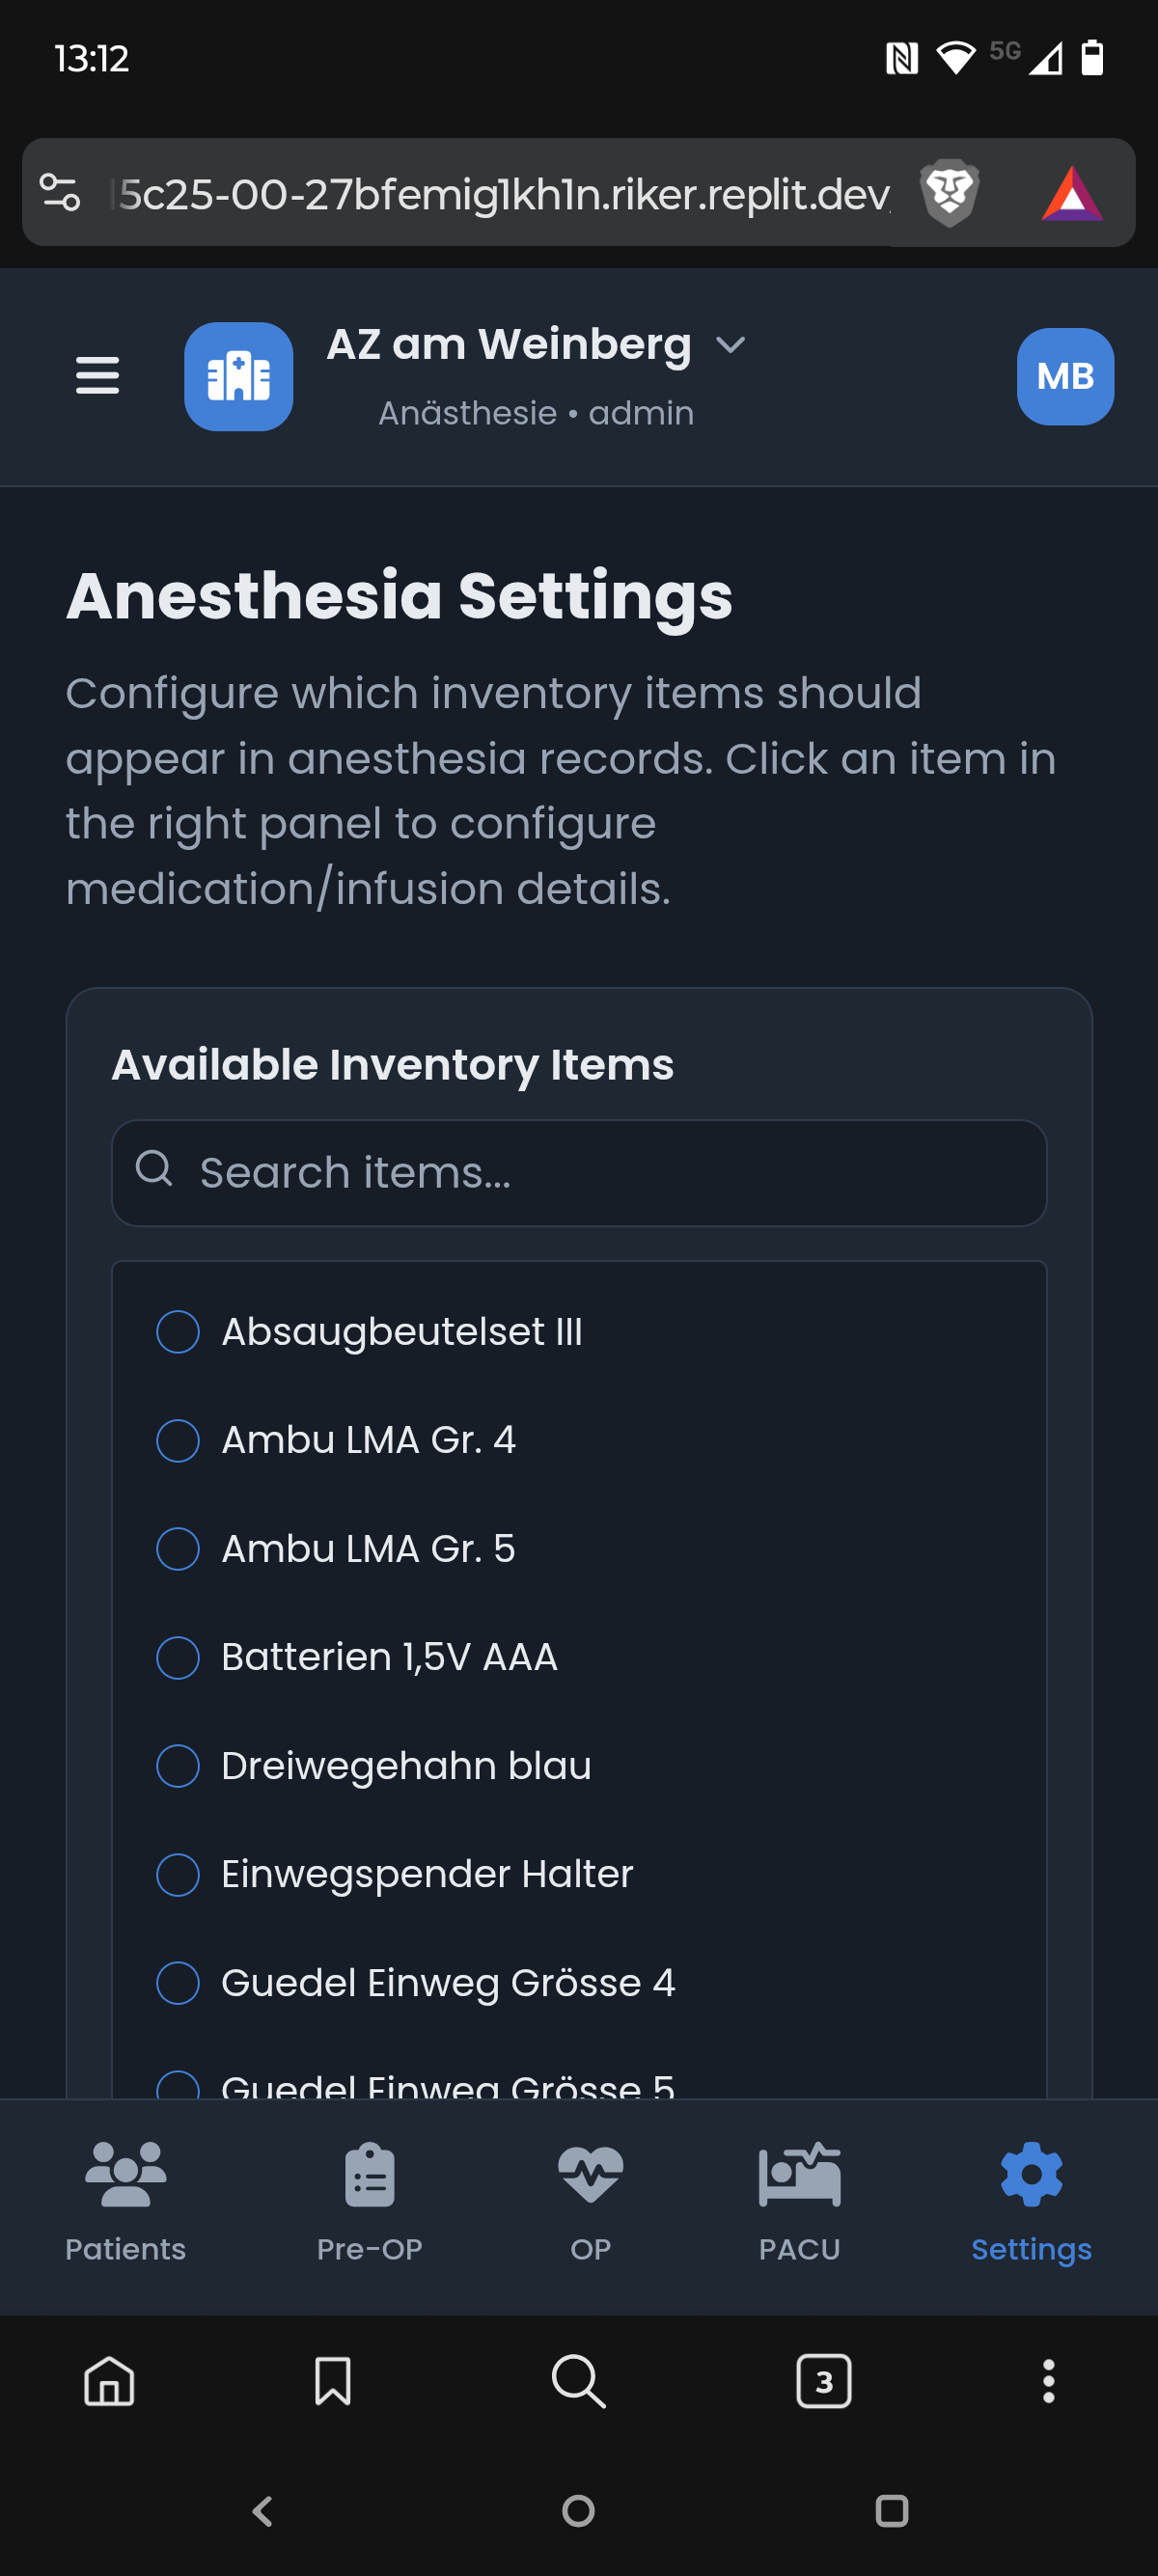 13:12
5G
5c25-00-27bfemig1kh1n.riker.replit.dev
AZ am Weinberg
Anästhesie • admin
MB
Anesthesia Settings
Configure which inventory items should
appear in anesthesia records. Click an item in
the right panel to configure
medication/infusion details.
Available Inventory Items
Search items...
Absaugbeutelset III
Ambu LMA Gr. 4
Ambu LMA Gr. 5
Batterien 1,5V AAA
Dreiwegehahn blau
Einwegspender Halter
Guedel Einweg Grösse 4
Guedel Einweg Grösse 5
Patients
Pre-OP
OP
PACU
Settings
3